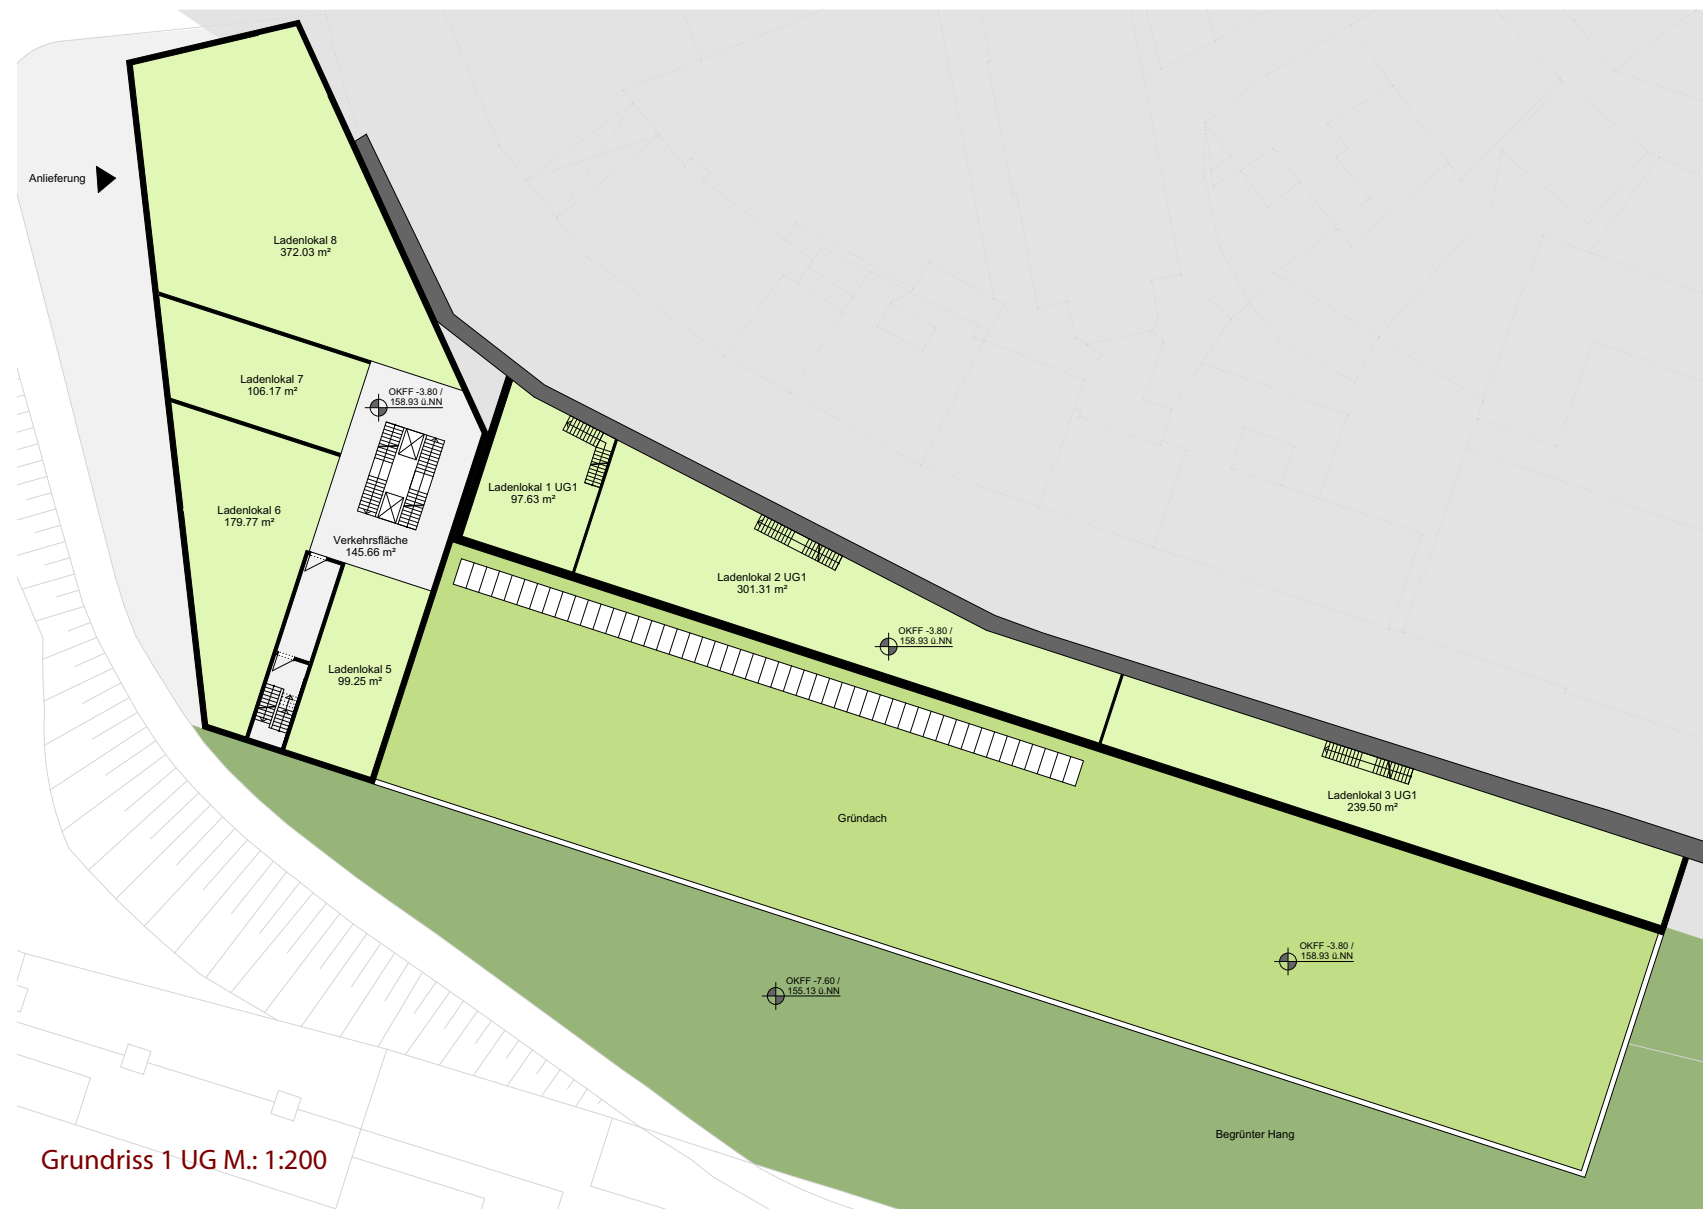 Anlieferung
Ladenlokal 8
372.03 m²
Ladenlokal 7
106.17 m²
OKFF -3.80 /
158.93 ü.NN
Ladenlokal 6
179.77 m²
Verkehrsfläche
145.66 m²
Ladenlokal 1 UG1
97.63 m²
Ladenlokal 2 UG1
301.31 m²
OKFF -3.80 /
158.93 ü.NN
Ladenlokal 5
99.25 m²
Ladenlokal 3 UG1
239.50 m²
Gründach
OKFF -3.80 /
158.93 ü.NN
OKFF -7.60 /
155.13 ü.NN
Begrünter Hang
Grundriss 1 UG M.: 1:200